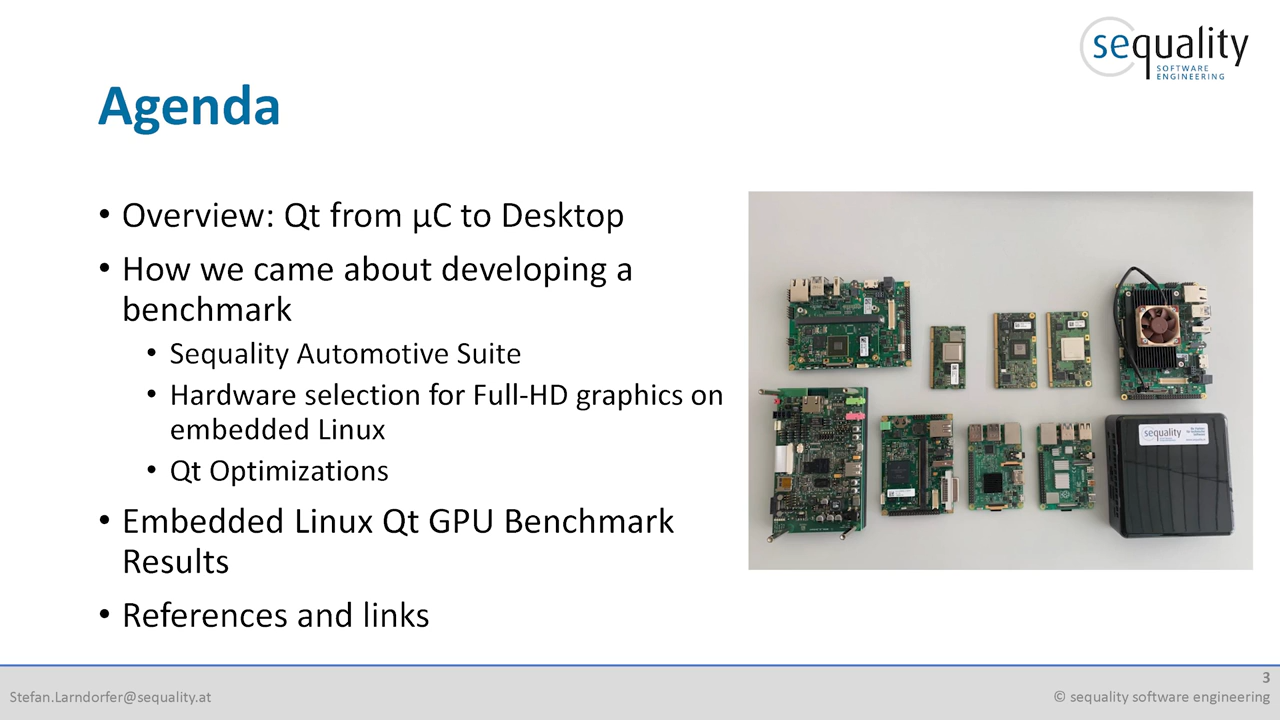 sequality
SOFTWARE
ENGINEERING
Agenda
• Overview: Qt from µC to Desktop
• How we came about developing a
benchmark
• Sequality Automotive Suite
• Hardware selection for Full-HD graphics on
embedded Linux
• Qt Optimizations
• Embedded Linux Qt GPU Benchmark
Results
• References and links
sequality
3
Stefan.Larndorfer@sequality.at
© sequality software engineering